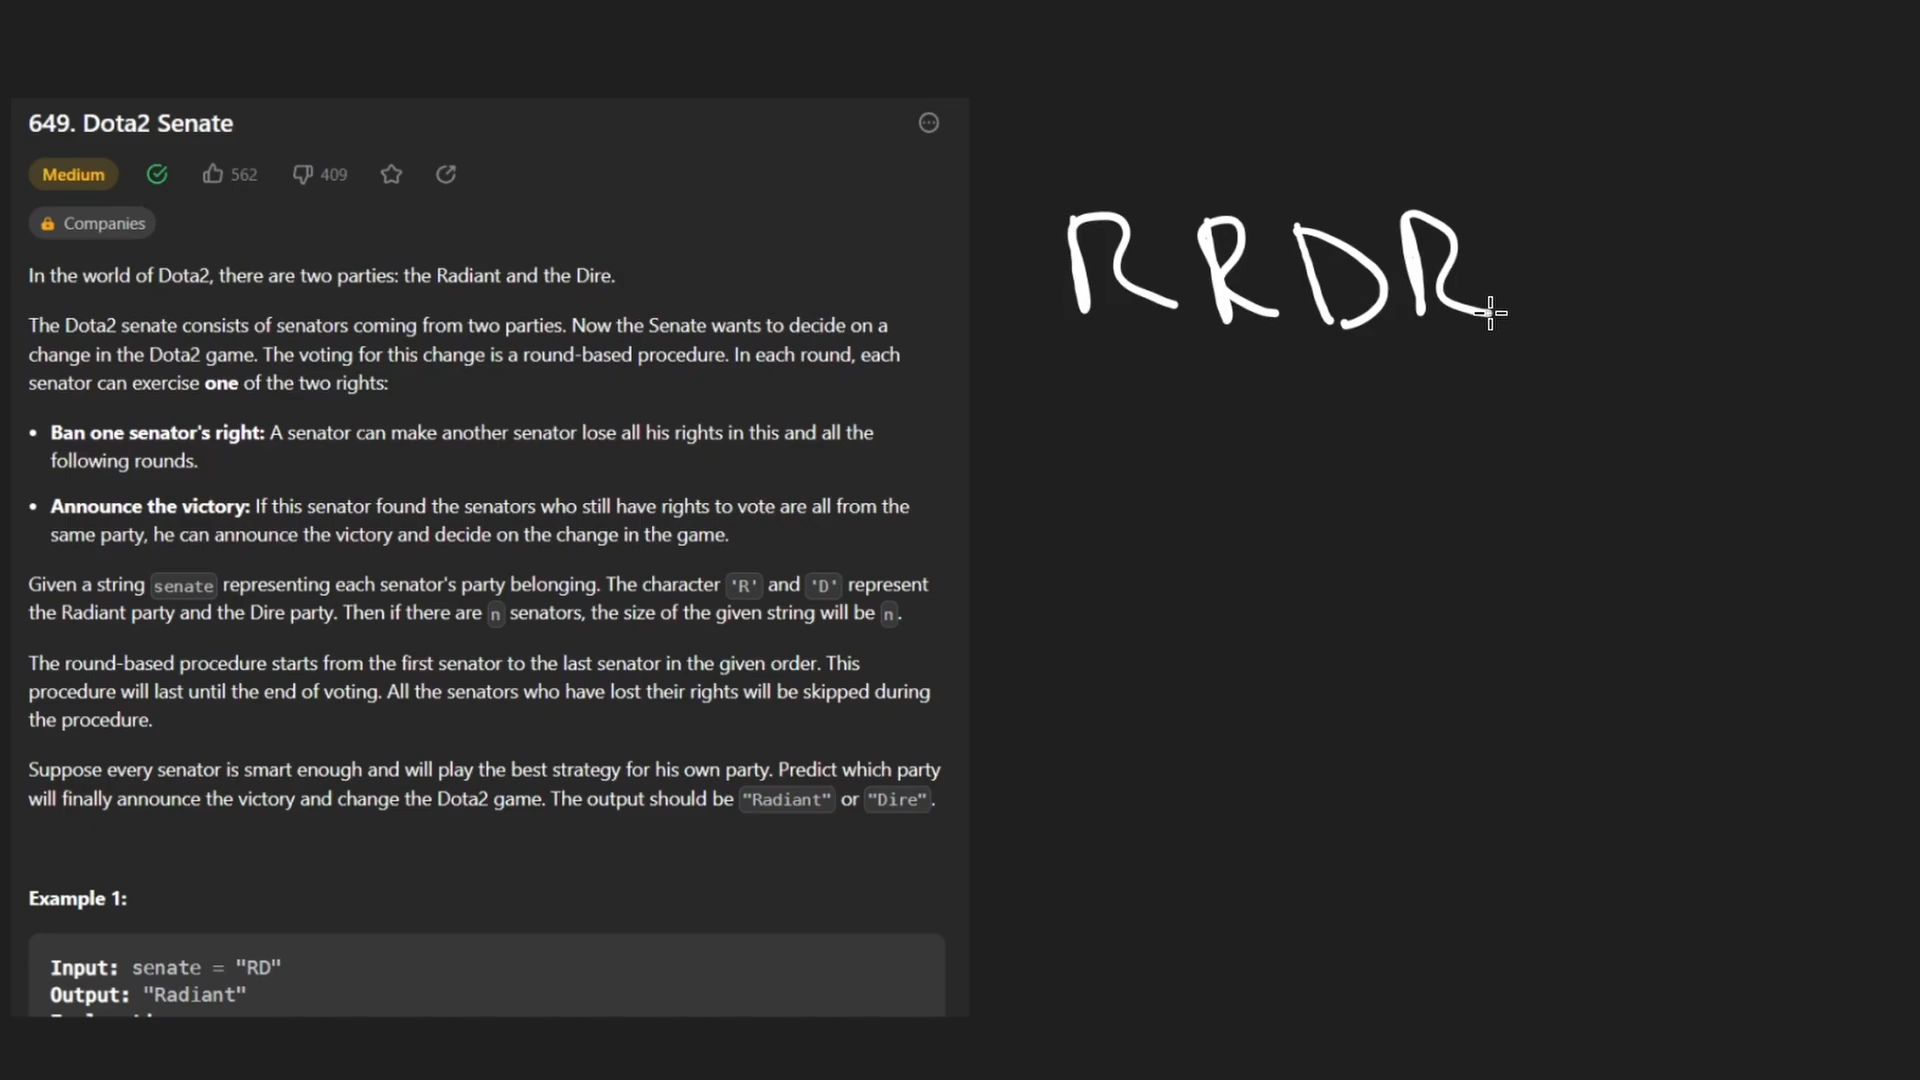 649. Dota2 Senate
Medium 562 409
Companies
In the world of Dota2, there are two parties: the Radiant and the Dire.
The Dota2 senate consists of senators coming from two parties. Now the Senate wants to decide on a
change in the Dota2 game. The voting for this change is a round-based procedure. In each round, each
senator can exercise one of the two rights:
• Ban one senator's right: A senator can make another senator lose all his rights in this and all the
following rounds.
• Announce the victory: If this senator found the senators who still have rights to vote are all from the
same party, he can announce the victory and decide on the change in the game.
Given a string senate representing each senator's party belonging. The character 'R' and 'D' represent
the Radiant party and the Dire party. Then if there are n senators, the size of the given string will be n.
The round-based procedure starts from the first senator to the last senator in the given order. This
procedure will last until the end of voting. All the senators who have lost their rights will be skipped during
the procedure.
Suppose every senator is smart enough and will play the best strategy for his own party. Predict which party
will finally announce the victory and change the Dota2 game. The output should be "Radiant" or "Dire".
Example 1:
Input: senate = "RD"
Output: "Radiant"
RRDR